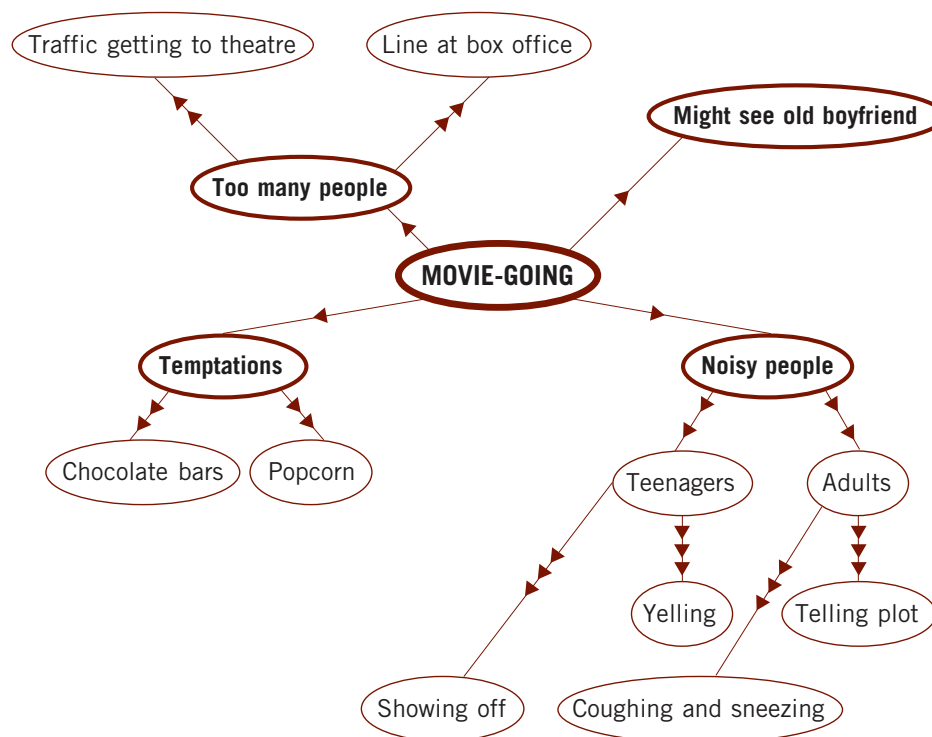 Traffic getting to theatre
Line at box office
Might see old boyfriend
Too many people
MOVIE-GOING
Temptations
Noisy people
Chocolate bars
Popcorn
Teenagers
Adults
Yelling
Telling plot
Showing off
Coughing and sneezing